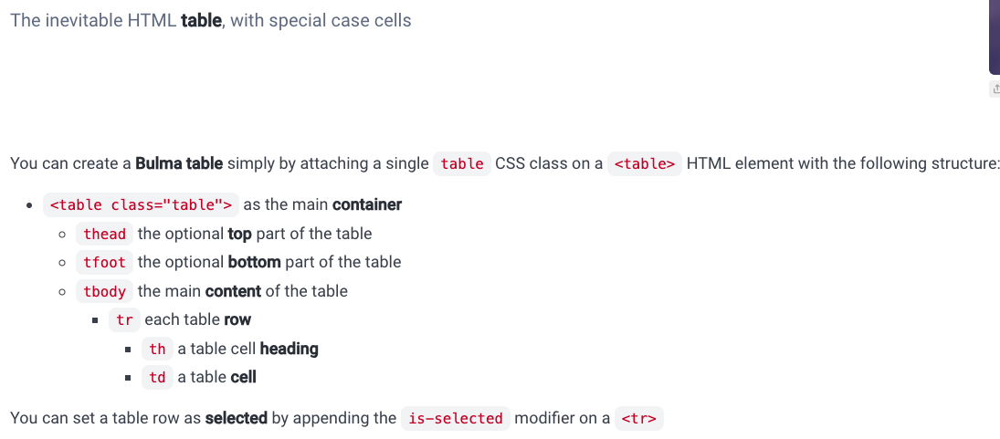 The inevitable HTML table, with special case cells
You can create a Bulma table simply by attaching a single table CSS class on a <table> HTML element with the following structure:
<table class="table"> as the main container
thead the optional top part of the table
tfoot the optional bottom part of the table
tbody the main content of the table
tr each table row
th a table cell heading
td a table cell
You can set a table row as selected by appending the is-selected modifier on a <tr>